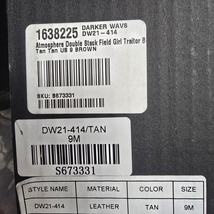 1638225
DARKER WAVS
DW21-414
Atmosphere Double Stack Field Girl Traitor B
Tan Tan US 9 BROWN
SKU: S673331
DW21-414/TAN
9M
S673331
STYLE NAME MATERIAL COLOR SIZE
DW21-414 LEATHER TAN 9M